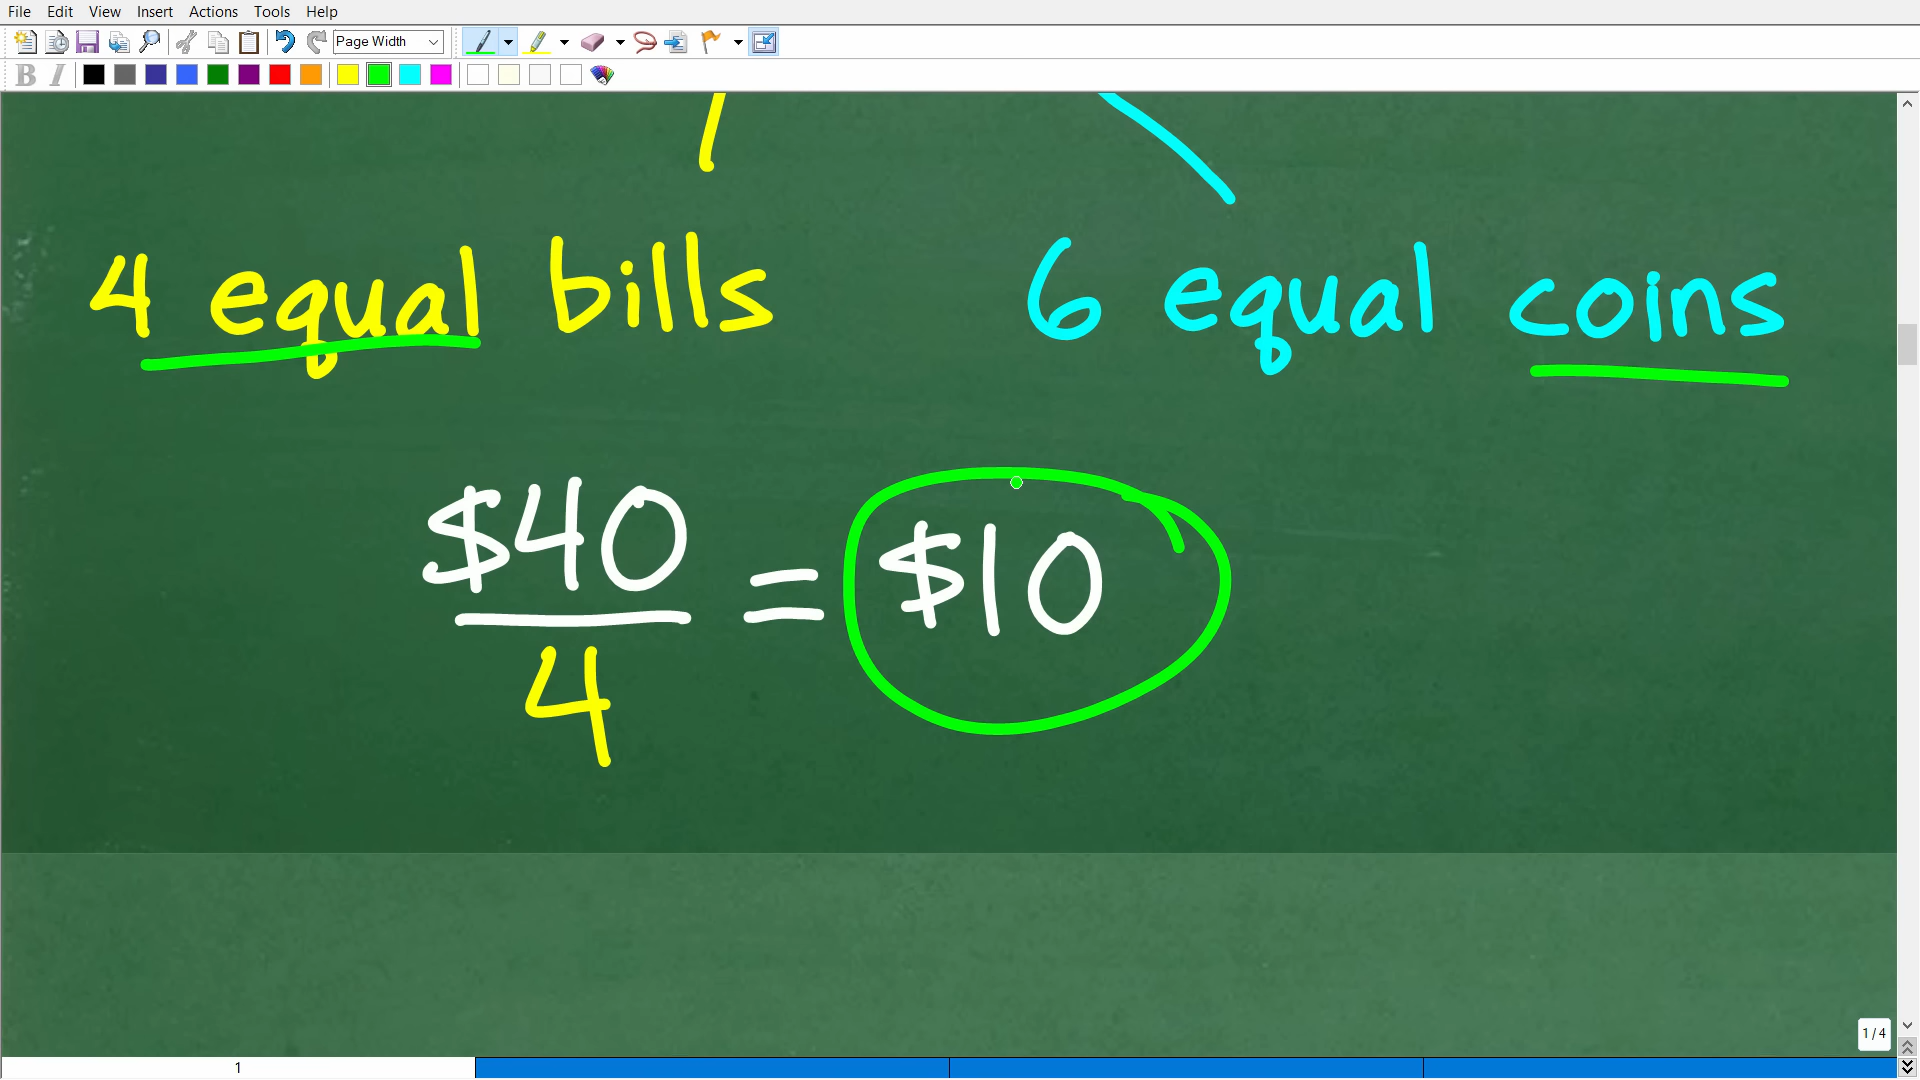 File Edit View Insert Actions Tools Help
Page Width
B I
4 equal bills
6 equal coins
$40
4
= $10
1 / 4
1